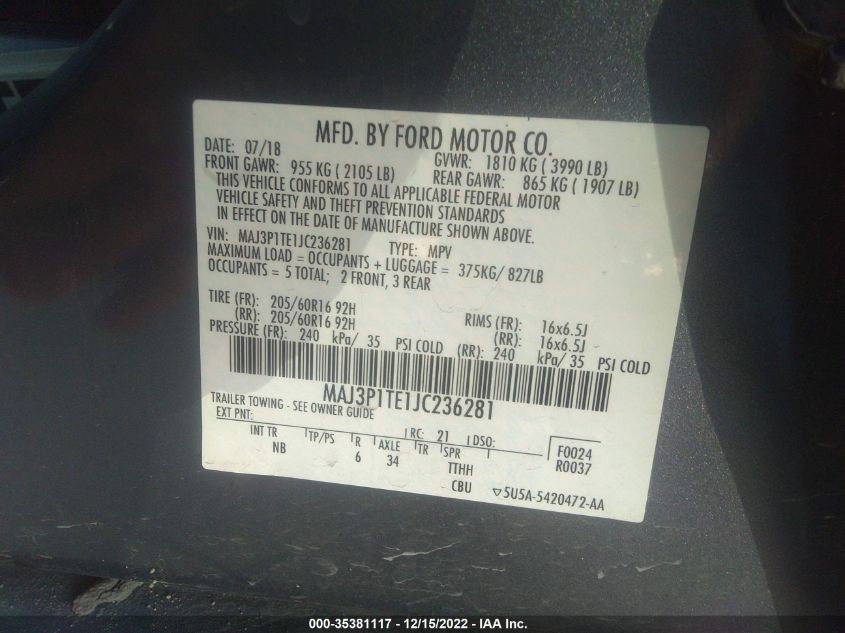 MFD. BY FORD MOTOR CO.
DATE: 07/18 GVWR: 1810 KG ( 3990 LB)
FRONT GAWR: 955 KG ( 2105 LB) REAR GAWR: 865 KG ( 1907 LB)
THIS VEHICLE CONFORMS TO ALL APPLICABLE FEDERAL MOTOR
VEHICLE SAFETY AND THEFT PREVENTION STANDARDS
IN EFFECT ON THE DATE OF MANUFACTURE SHOWN ABOVE.
VIN: MAJ3P1TE1JC236281 TYPE: MPV
MAXIMUM LOAD = OCCUPANTS + LUGGAGE = 375KG/ 827LB
OCCUPANTS = 5 TOTAL; 2 FRONT, 3 REAR
TIRE (FR): 205/60R16 92H RIMS (FR): 16x6.5J
(RR): 205/60R16 92H (RR): 16x6.5J
PRESSURE (FR): 240 kPa/ 35 PSI COLD (RR): 240 kPa/ 35 PSI COLD
MAJ3P1TE1JC236281
TRAILER TOWING - SEE OWNER GUIDE
EXT PNT: RC: 21 DSO: F0024
INT TR TP/PS R AXLE TR SPR R0037
NB 6 34 TTHH
CBU 5U5A-5420472-AA
000-35381117 - 12/15/2022 - IAA Inc.